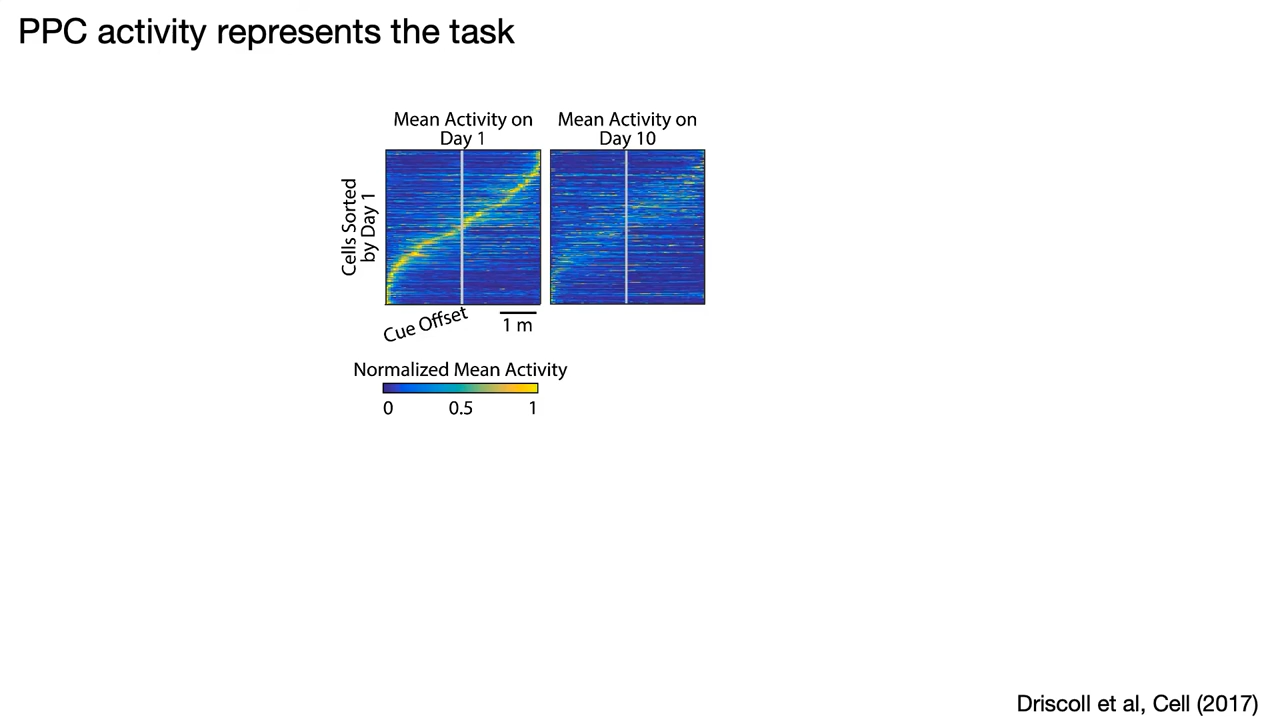 PPC activity represents the task
Mean Activity on
Day 1
Mean Activity on
Day 10
Cells Sorted
by Day 1
Cue Offset
1 m
Normalized Mean Activity
0 0.5 1
Driscoll et al, Cell (2017)